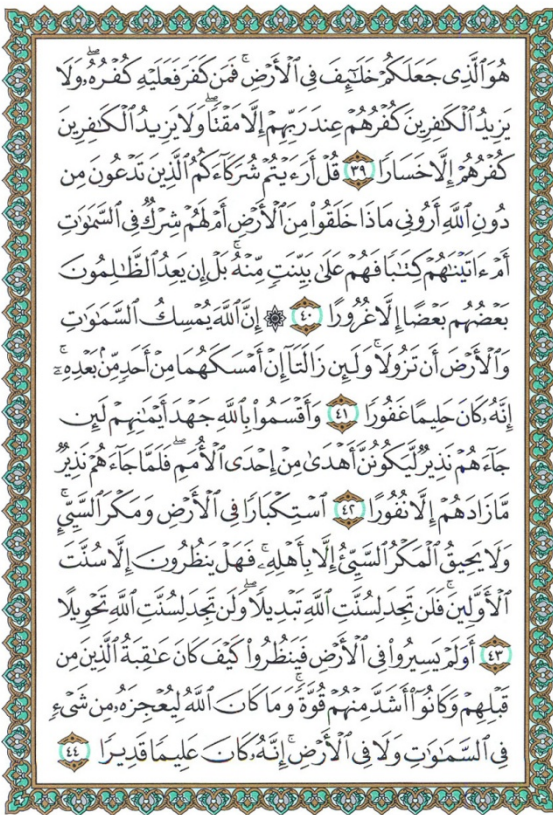 هُوَ ٱلَّذِى جَعَلَكُمْ خَلَٰٓئِفَ فِى ٱلْأَرْضِ ۚ فَمَن كَفَرَ فَعَلَيْهِ كُفْرُهُۥ ۖ وَلَا
يَزِيدُ ٱلْكَٰفِرِينَ كُفْرُهُمْ عِندَ رَبِّهِمْ إِلَّا مَقْتًا ۖ وَلَا يَزِيدُ ٱلْكَٰفِرِينَ
كُفْرُهُمْ إِلَّا خَسَارًا ٣٩ قُلْ أَرَءَيْتُمْ شُرَكَآءَكُمُ ٱلَّذِينَ تَدْعُونَ مِن
دُونِ ٱللَّهِ أَرُونِى مَاذَا خَلَقُوا۟ مِنَ ٱلْأَرْضِ أَمْ لَهُمْ شِرْكٌ فِى ٱلسَّمَٰوَٰتِ
أَمْ ءَاتَيْنَٰهُمْ كِتَٰبًا فَهُمْ عَلَىٰ بَيِّنَتٍ مِّنْهُ ۚ بَلْ إِن يَعِدُ ٱلظَّٰلِمُونَ
بَعْضُهُم بَعْضًا إِلَّا غُرُورًا ٤٠ ۞ إِنَّ ٱللَّهَ يُمْسِكُ ٱلسَّمَٰوَٰتِ
وَٱلْأَرْضَ أَن تَزُولَا ۚ وَلَئِن زَالَتَآ إِنْ أَمْسَكَهُمَا مِنْ أَحَدٍ مِّنۢ بَعْدِهِۦٓ ۚ
إِنَّهُۥ كَانَ حَلِيمًا غَفُورًا ٤١ وَأَقْسَمُوا۟ بِٱللَّهِ جَهْدَ أَيْمَٰنِهِمْ لَئِن
جَآءَهُمْ نَذِيرٌ لَّيَكُونُنَّ أَهْدَىٰ مِنْ إِحْدَى ٱلْأُمَمِ ۖ فَلَمَّا جَآءَهُمْ نَذِيرٌ
مَّا زَادَهُمْ إِلَّا نُفُورًا ٤٢ ٱسْتِكْبَارًا فِى ٱلْأَرْضِ وَمَكْرَ ٱلسَّيِّئِ ۚ
وَلَا يَحِيقُ ٱلْمَكْرُ ٱلسَّيِّئُ إِلَّا بِأَهْلِهِۦ ۚ فَهَلْ يَنظُرُونَ إِلَّا سُنَّتَ
ٱلْأَوَّلِينَ ۚ فَلَن تَجِدَ لِسُنَّتِ ٱللَّهِ تَبْدِيلًا ۖ وَلَن تَجِدَ لِسُنَّتِ ٱللَّهِ تَحْوِيلًا
٤٣ أَوَلَمْ يَسِيرُوا۟ فِى ٱلْأَرْضِ فَيَنظُرُوا۟ كَيْفَ كَانَ عَٰقِبَةُ ٱلَّذِينَ مِن
قَبْلِهِمْ وَكَانُوٓا۟ أَشَدَّ مِنْهُمْ قُوَّةً ۚ وَمَا كَانَ ٱللَّهُ لِيُعْجِزَهُۥ مِن شَىْءٍ
فِى ٱلسَّمَٰوَٰتِ وَلَا فِى ٱلْأَرْضِ ۚ إِنَّهُۥ كَانَ عَلِيمًا قَدِيرًا ٤٤